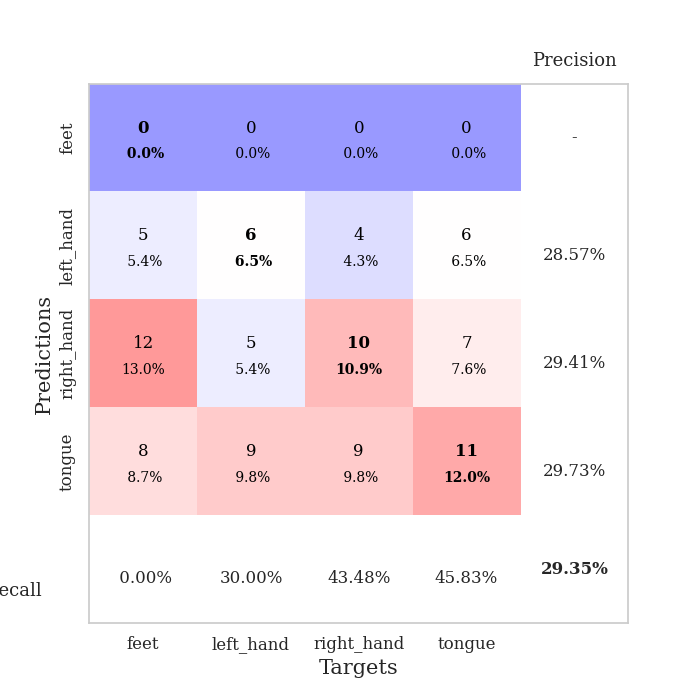 Precision
feet
0 0 0 0
0.0% 0.0% 0.0% 0.0%
-
left_hand
5 6 4 6
5.4% 6.5% 4.3% 6.5%
28.57%
right_hand
12 5 10 7
13.0% 5.4% 10.9% 7.6%
29.41%
tongue
8 9 9 11
8.7% 9.8% 9.8% 12.0%
29.73%
Predictions
ecall
0.00% 30.00% 43.48% 45.83% 29.35%
feet left_hand right_hand tongue
Targets